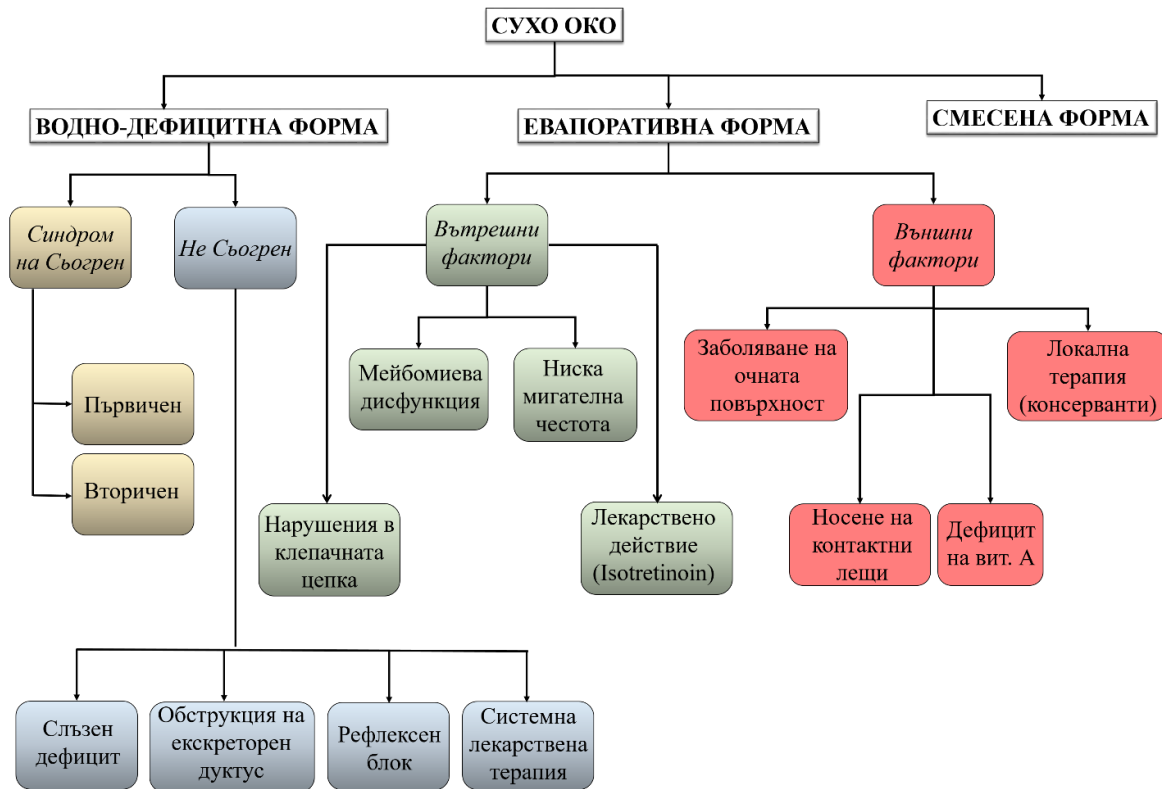 СУХО ОКО
ВОДНО-ДЕФИЦИТНА ФОРМА
ЕВАПОРАТИВНА ФОРМА
СМЕСЕНА ФОРМА
Синдром
на Сьогрен
Не Сьогрен
Вътрешни
фактори
Външни
фактори
Мейбомиева
дисфункция
Ниска
мигателна
честота
Заболяване на
очната
повърхност
Локална
терапия
(консерванти)
Първичен
Вторичен
Нарушения в
клепачната
цепка
Лекарствено
действие
(Isotretinoin)
Носене на
контактни
лещи
Дефицит
на вит. А
Слъзен
дефицит
Обструкция на
екскреторен
дуктус
Рефлексен
блок
Системна
лекарствена
терапия